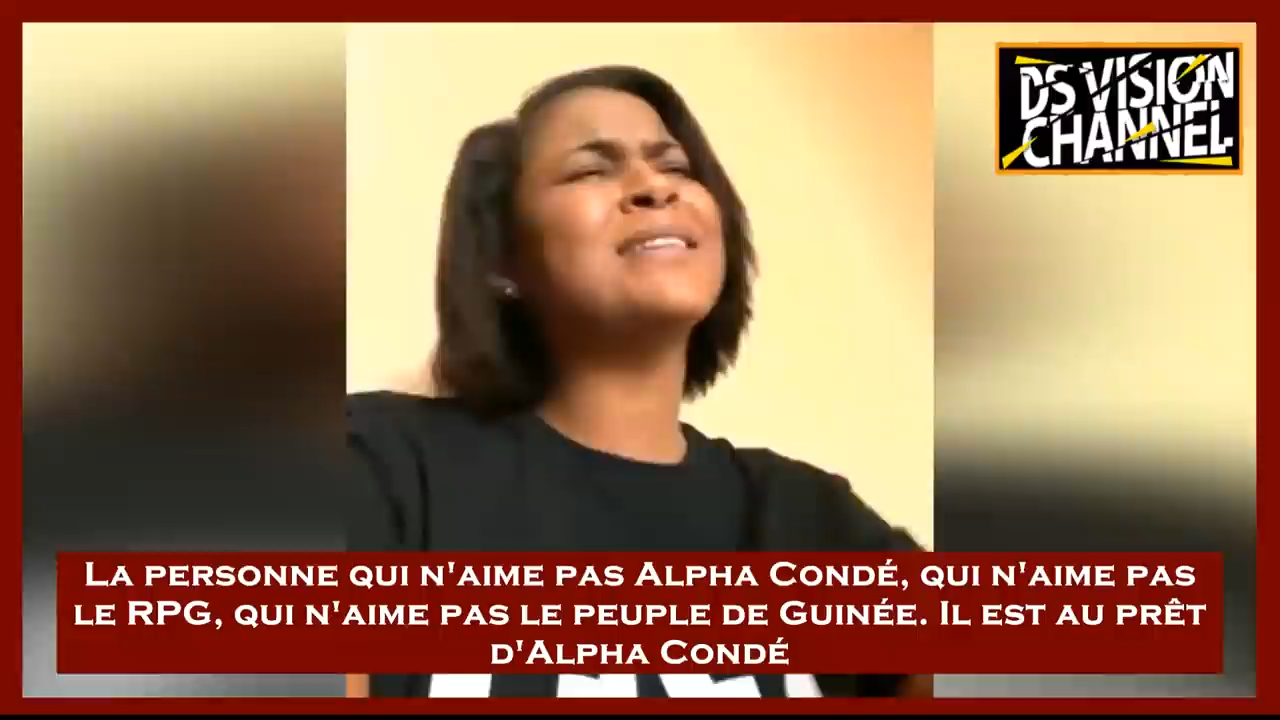 DS VISION
CHANNEL
La personne qui n'aime pas Alpha Condé, qui n'aime pas
le RPG, qui n'aime pas le peuple de Guinée. Il est au prêt
d'Alpha Condé